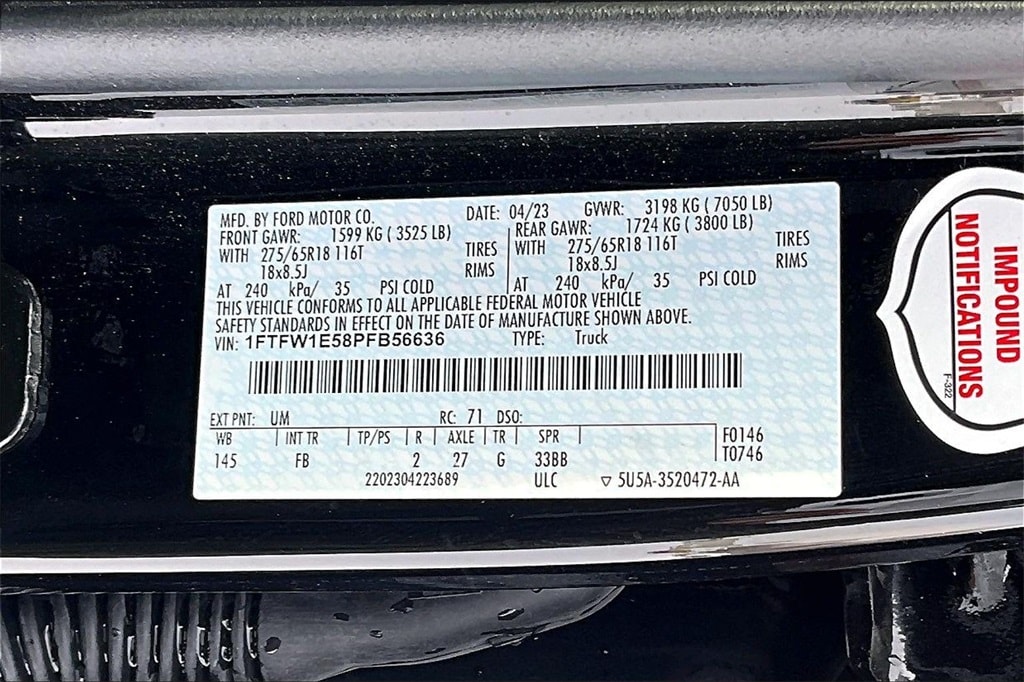 MFD. BY FORD MOTOR CO. DATE: 04/23 GVWR: 3198 KG ( 7050 LB)
FRONT GAWR: 1599 KG ( 3525 LB) REAR GAWR: 1724 KG ( 3800 LB)
WITH 275/65R18 116T TIRES WITH 275/65R18 116T TIRES
18x8.5J RIMS 18x8.5J RIMS
AT 240 kPa/ 35 PSI COLD AT 240 kPa/ 35 PSI COLD
THIS VEHICLE CONFORMS TO ALL APPLICABLE FEDERAL MOTOR VEHICLE
SAFETY STANDARDS IN EFFECT ON THE DATE OF MANUFACTURE SHOWN ABOVE.
VIN: 1FTFW1E58PFB56636 TYPE: Truck
EXT PNT: UM RC: 71 DSO:
WB INT TR TP/PS R AXLE TR SPR F0146
145 FB 2 27 G 33BB T0746
2202304223689 ULC ▽ 5U5A-3520472-AA
IMPOUND
NOTIFICATIONS
F-322